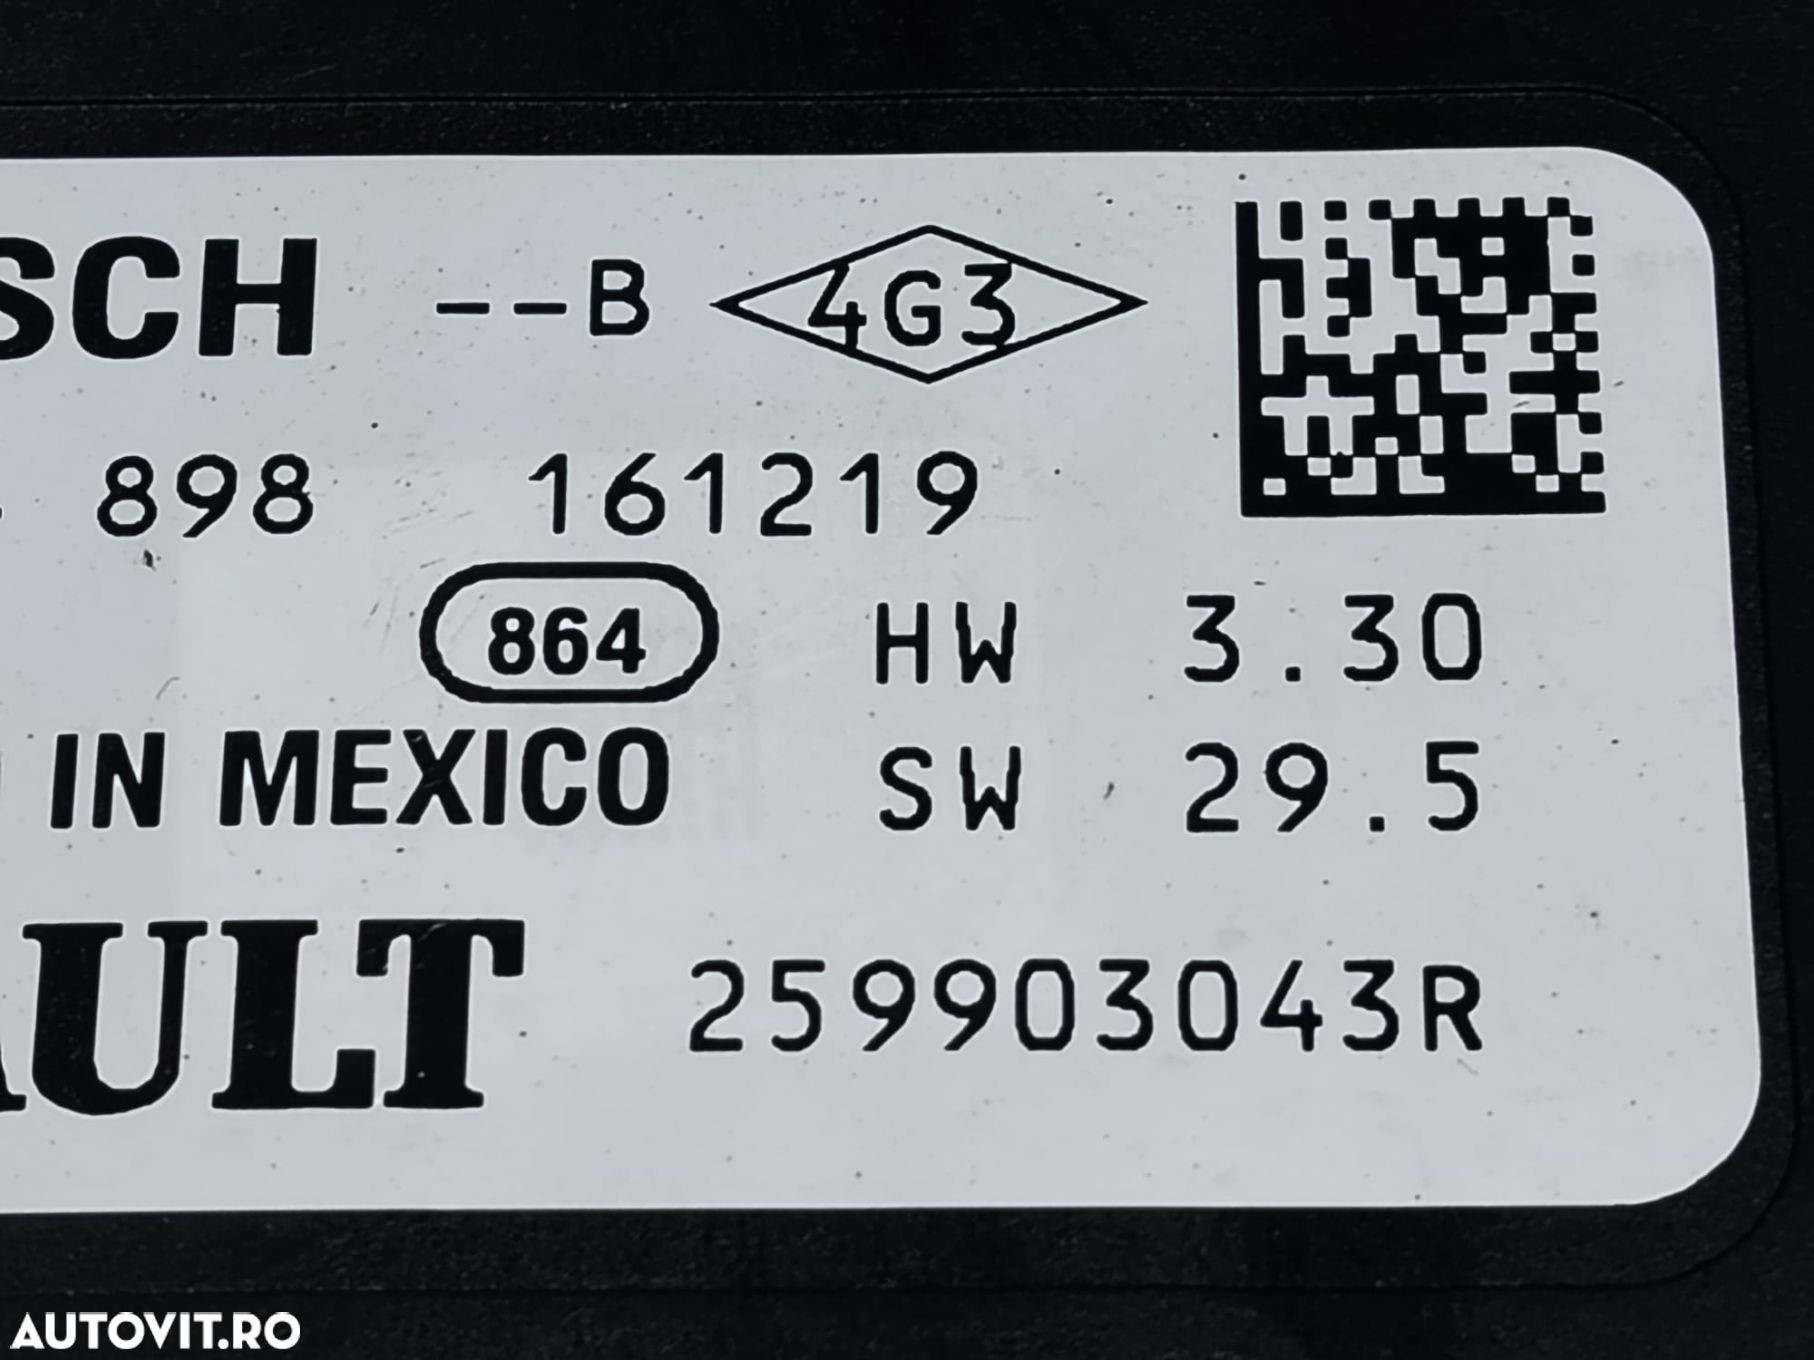 SCH --B 4G3
898 161219
864 HW 3.30
IN MEXICO SW 29.5
AULT 259903043R
AUTOVIT.RO